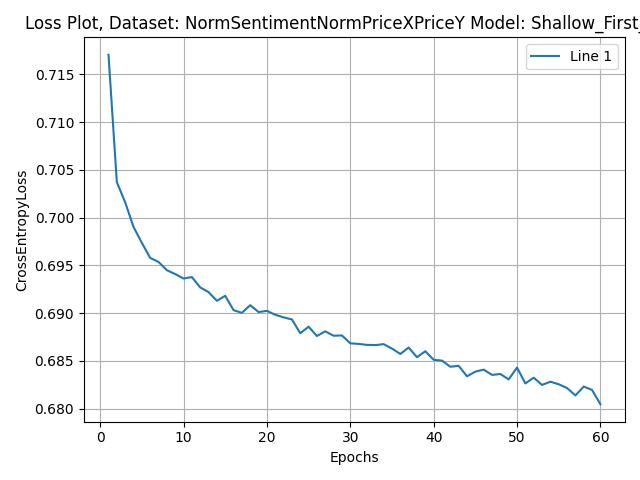 Loss Plot, Dataset: NormSentimentNormPriceXPriceY Model: Shallow_First_
Line 1
0.715
0.710
0.705
0.700
0.695
0.690
0.685
0.680
CrossEntropyLoss
0 10 20 30 40 50 60
Epochs